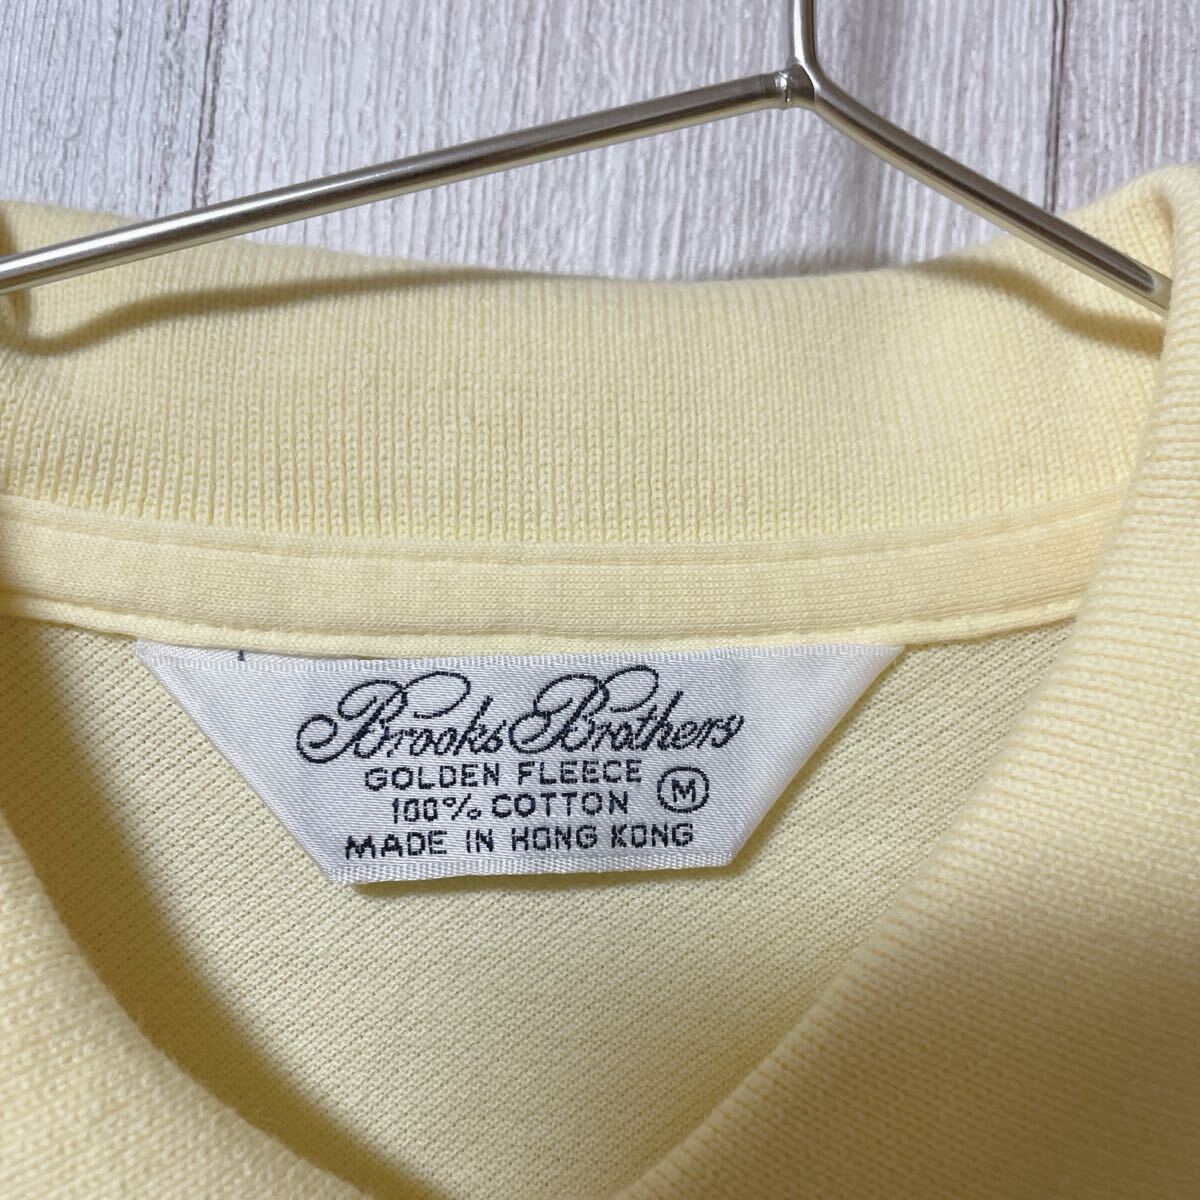 Brooks Brothers
GOLDEN FLEECE
100% COTTON M
MADE IN HONG KONG